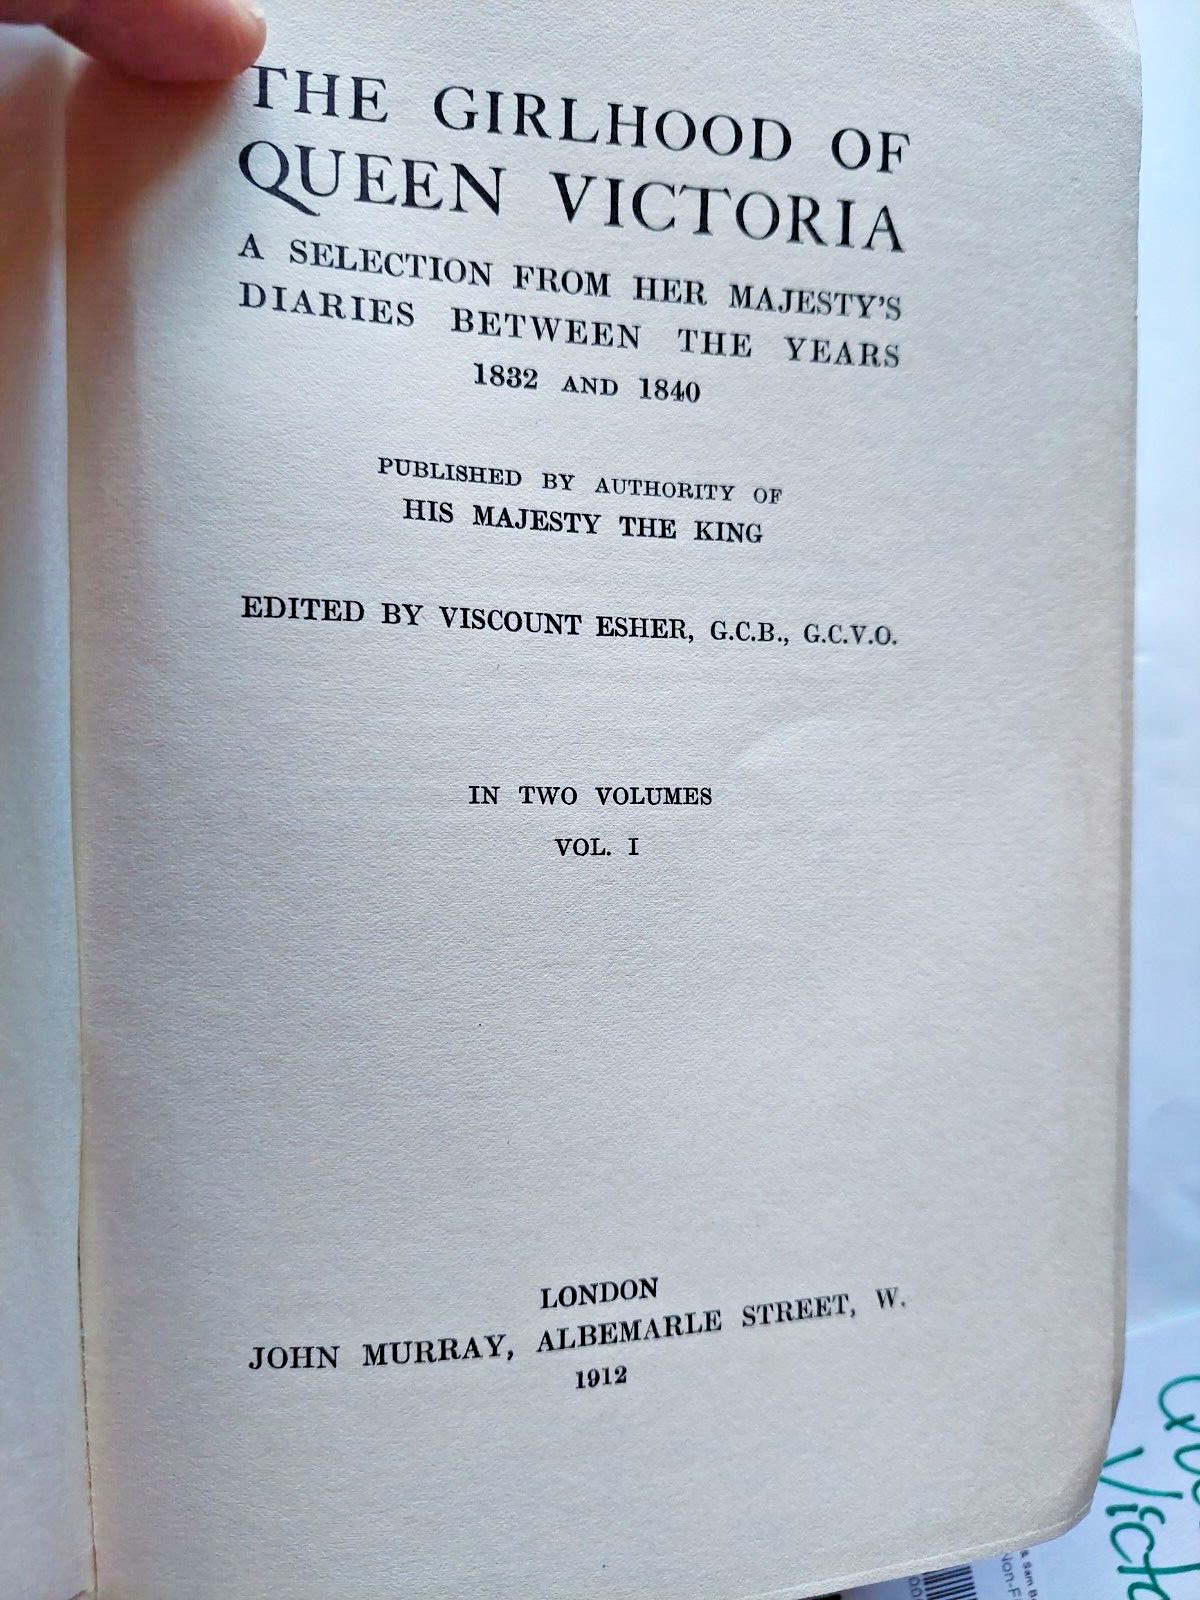 THE GIRLHOOD OF
QUEEN VICTORIA
A SELECTION FROM HER MAJESTY'S
DIARIES BETWEEN THE YEARS
1832 AND 1840
PUBLISHED BY AUTHORITY OF
HIS MAJESTY THE KING
EDITED BY VISCOUNT ESHER, G.C.B., G.C.V.O.
IN TWO VOLUMES
VOL. I
LONDON
JOHN MURRAY, ALBEMARLE STREET, W.
1912